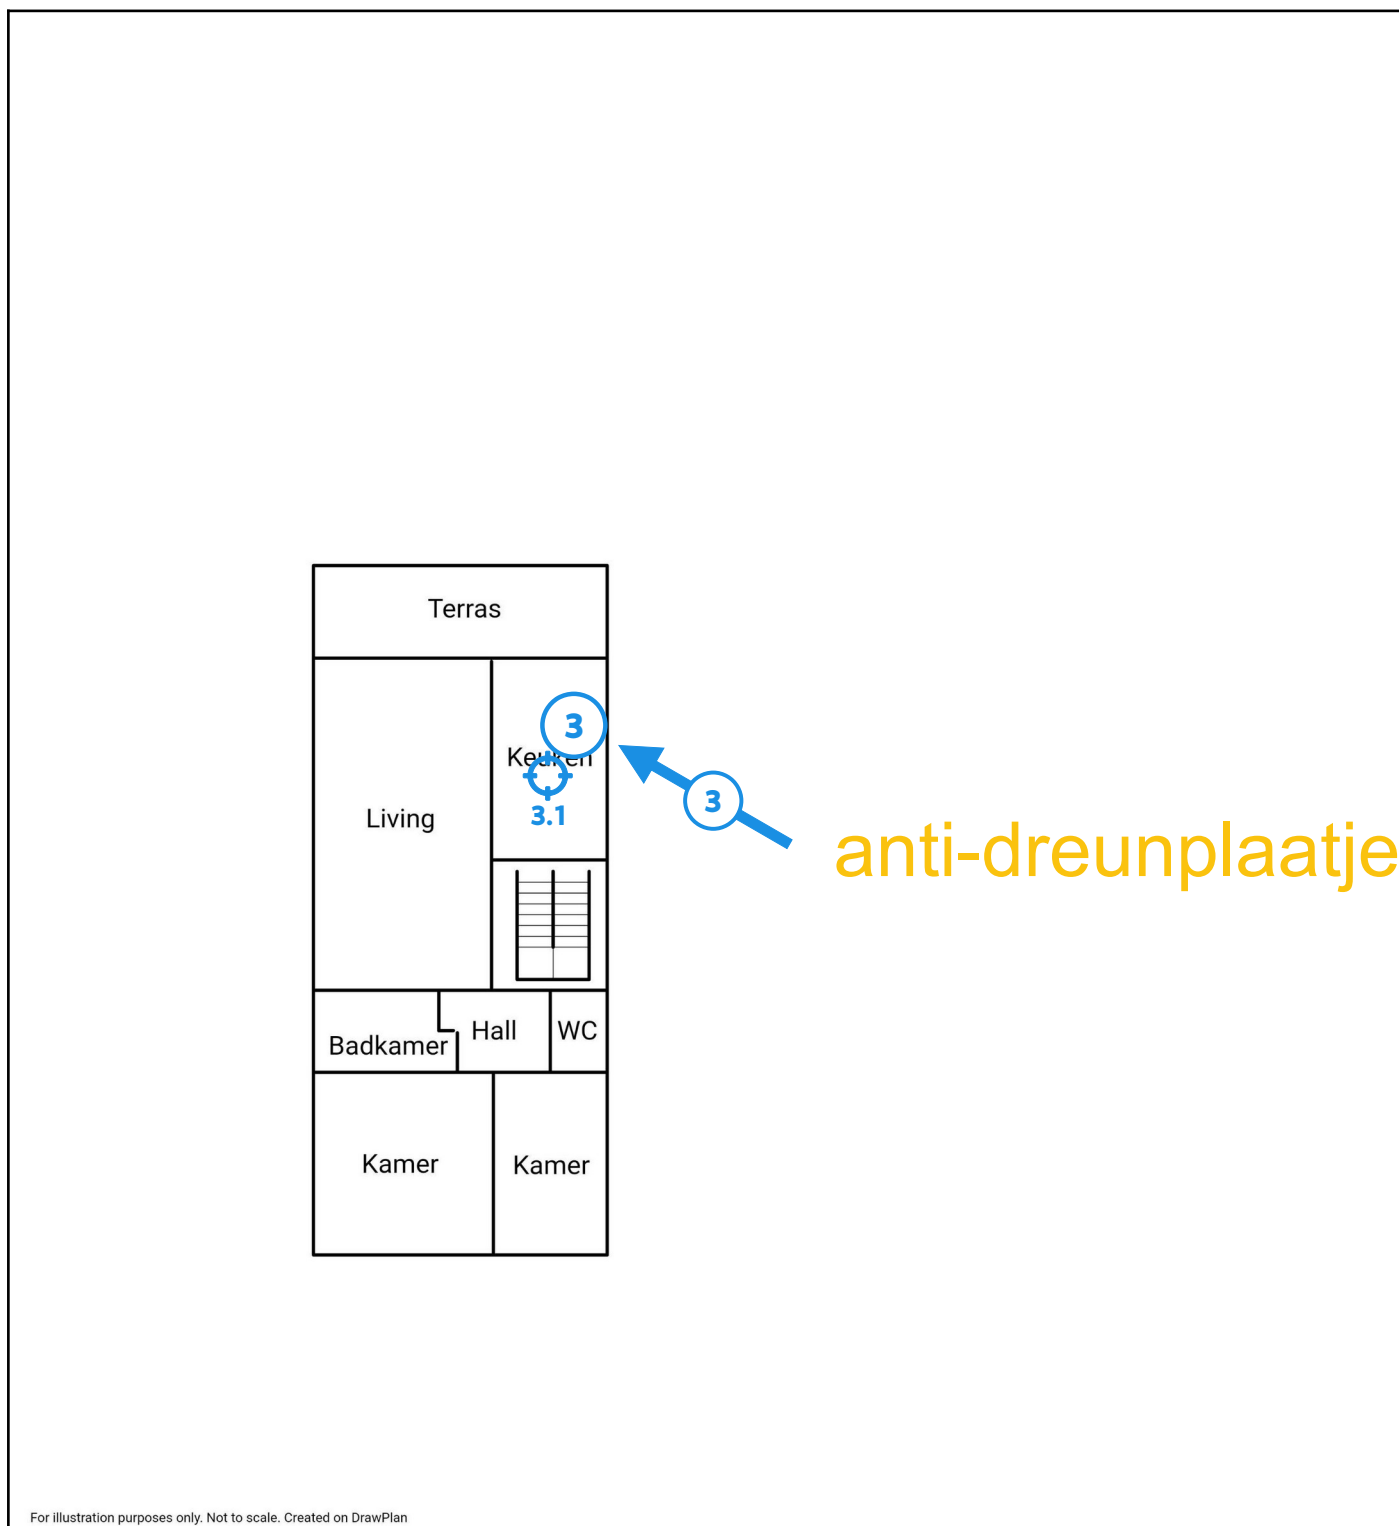 Terras
3
Keuken
3
3.1
Living
anti-dreunplaatje
Hall
WC
Badkamer
Kamer
Kamer
For illustration purposes only. Not to scale. Created on DrawPlan